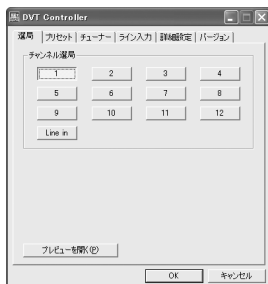 DVT Controller
選局 プリセット チューナー ライン入力 詳細設定 バージョン
チャンネル選局
1 2 3 4
5 6 7 8
9 10 11 12
Line in
プレビューを開く(P)
OK キャンセル